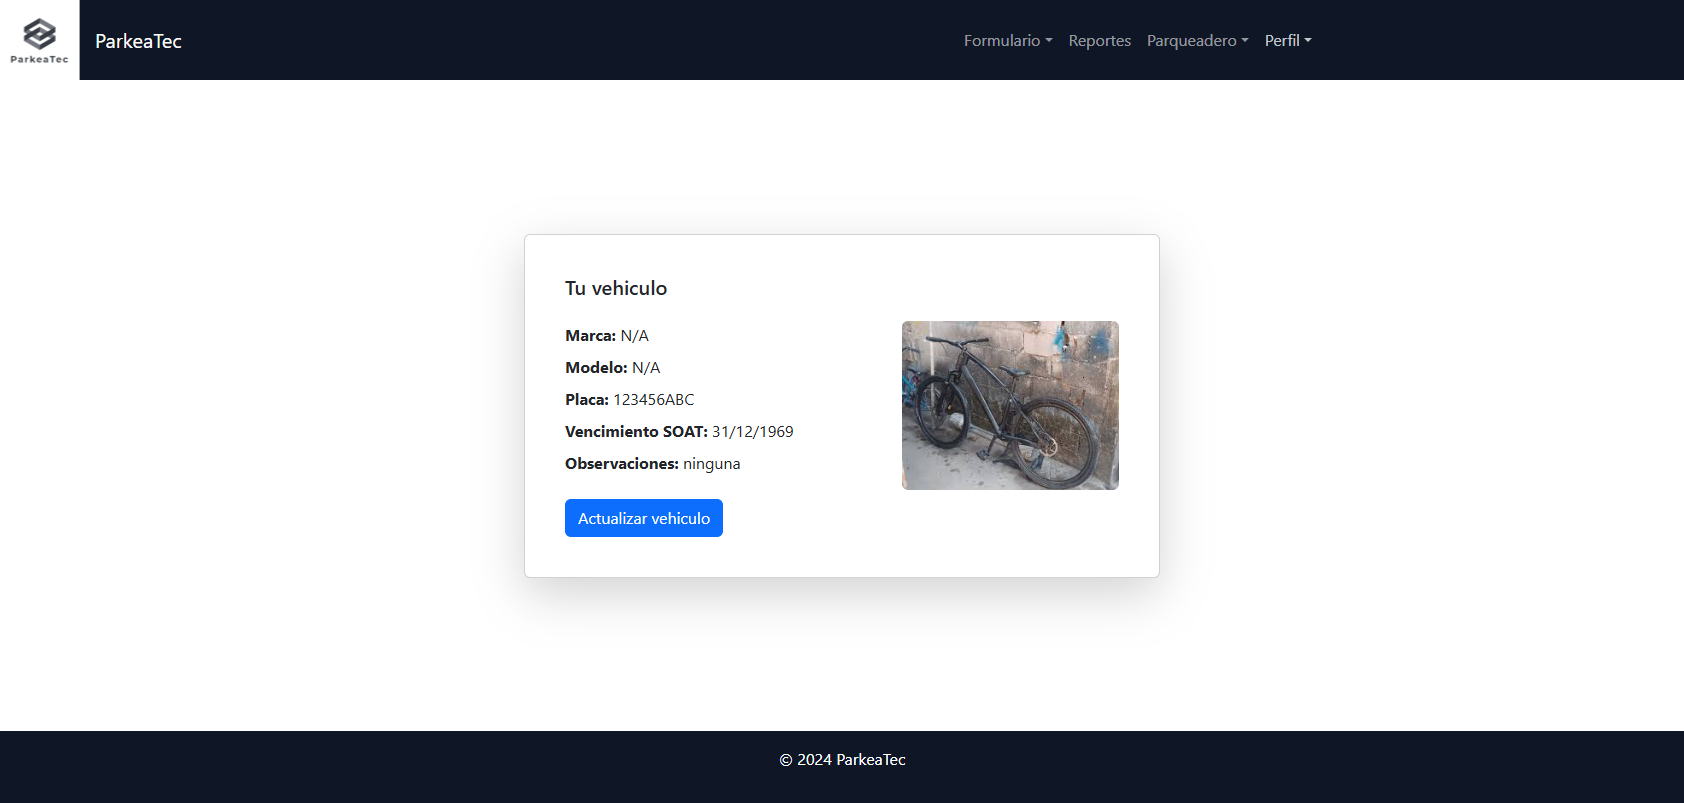 ParkeaTec
ParkeaTec
Formulario
Reportes
Parqueadero
Perfil
Tu vehiculo
Marca: N/A
Modelo: N/A
Placa: 123456ABC
Vencimiento SOAT: 31/12/1969
Observaciones: ninguna
Actualizar vehiculo
© 2024 ParkeaTec